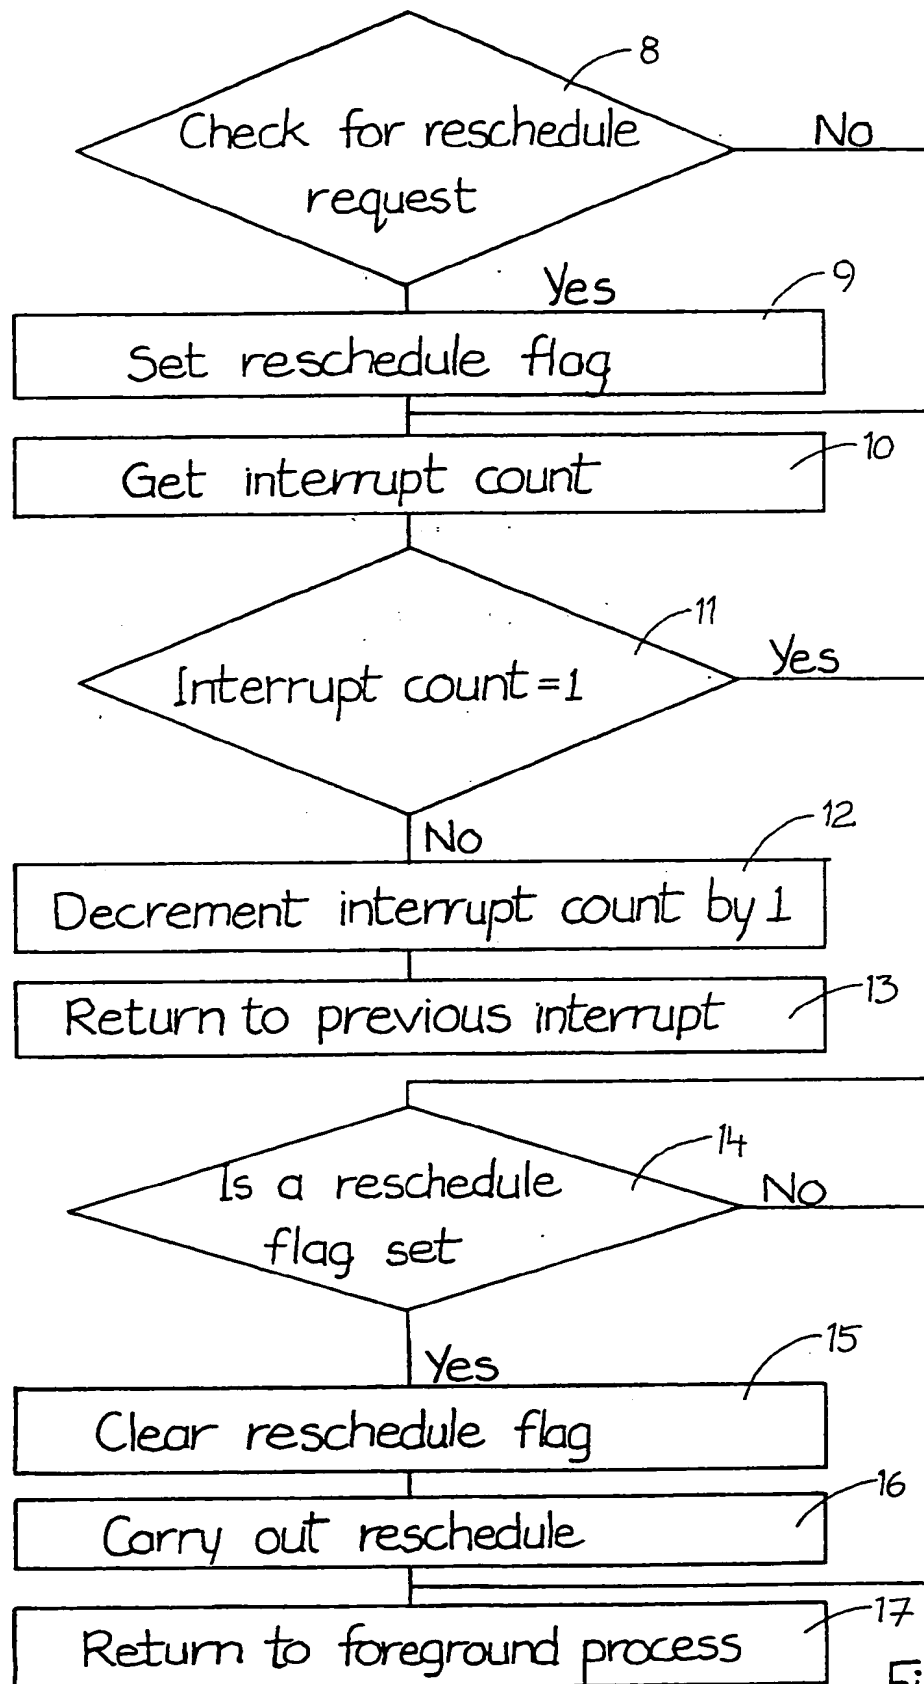 8
Check for reschedule
request
No
Yes
9
Set reschedule flag
10
Get interrupt count
11
Interrupt count=1
Yes
No
12
Decrement interrupt count by 1
13
Return to previous interrupt
14
Is a reschedule
flag set
No
Yes
15
Clear reschedule flag
16
Carry out reschedule
17
Return to foreground process